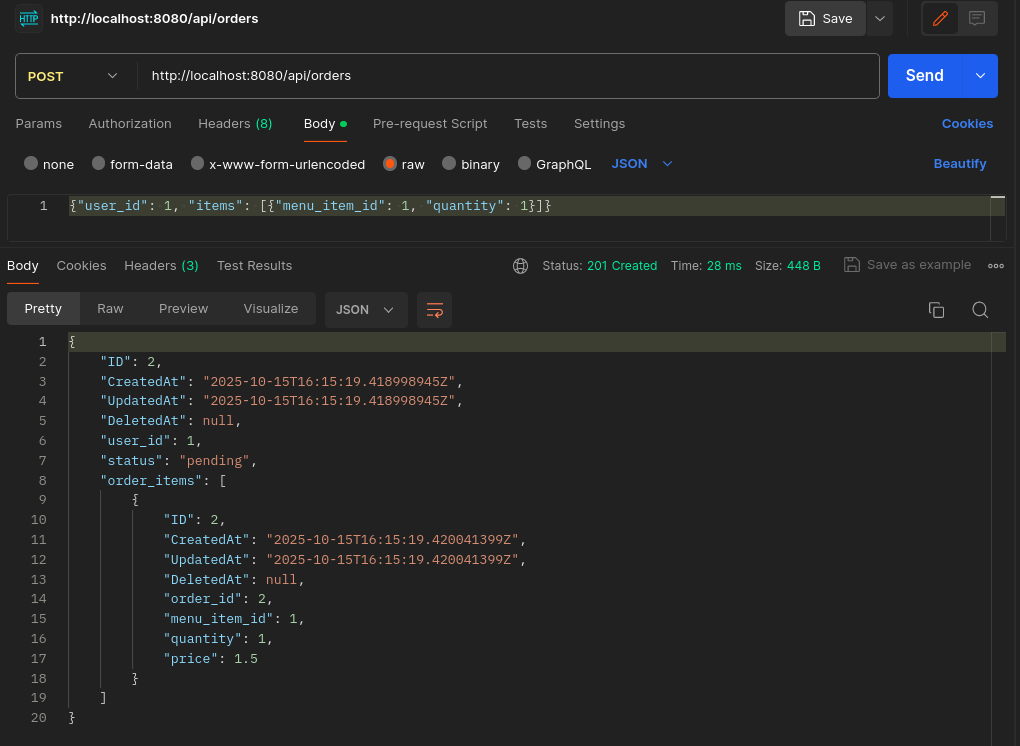 HTTP http://localhost:8080/api/orders Save
POST http://localhost:8080/api/orders Send
Params Authorization Headers (8) Body Pre-request Script Tests Settings Cookies
none form-data x-www-form-urlencoded raw binary GraphQL JSON Beautify
1 {"user_id": 1, "items": [{"menu_item_id": 1, "quantity": 1}]}
Body Cookies Headers (3) Test Results Status: 201 Created Time: 28 ms Size: 448 B Save as example
Pretty Raw Preview Visualize JSON
1 {
2 "ID": 2,
3 "CreatedAt": "2025-10-15T16:15:19.418998945Z",
4 "UpdatedAt": "2025-10-15T16:15:19.418998945Z",
5 "DeletedAt": null,
6 "user_id": 1,
7 "status": "pending",
8 "order_items": [
9 {
10 "ID": 2,
11 "CreatedAt": "2025-10-15T16:15:19.420041399Z",
12 "UpdatedAt": "2025-10-15T16:15:19.420041399Z",
13 "DeletedAt": null,
14 "order_id": 2,
15 "menu_item_id": 1,
16 "quantity": 1,
17 "price": 1.5
18 }
19 ]
20 }